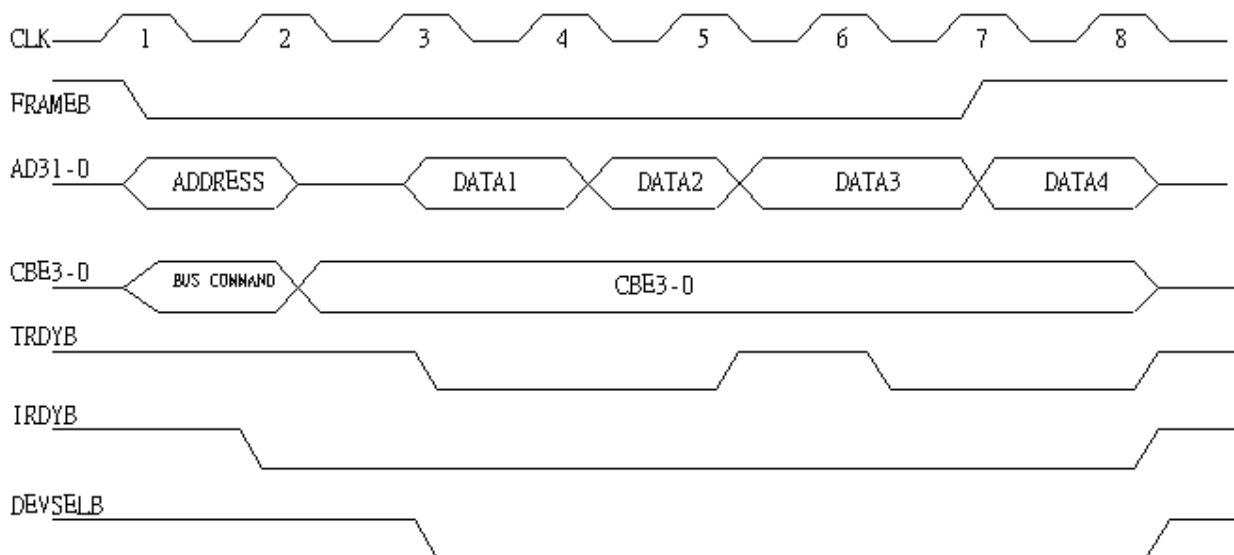 CLK 1 2 3 4 5 6 7 8
FRAMEB
AD31-0 ADDRESS DATA1 DATA2 DATA3 DATA4
CBE3-0 BUS COMMAND CBE3-0
TRDYB
IRDYB
DEVSELB